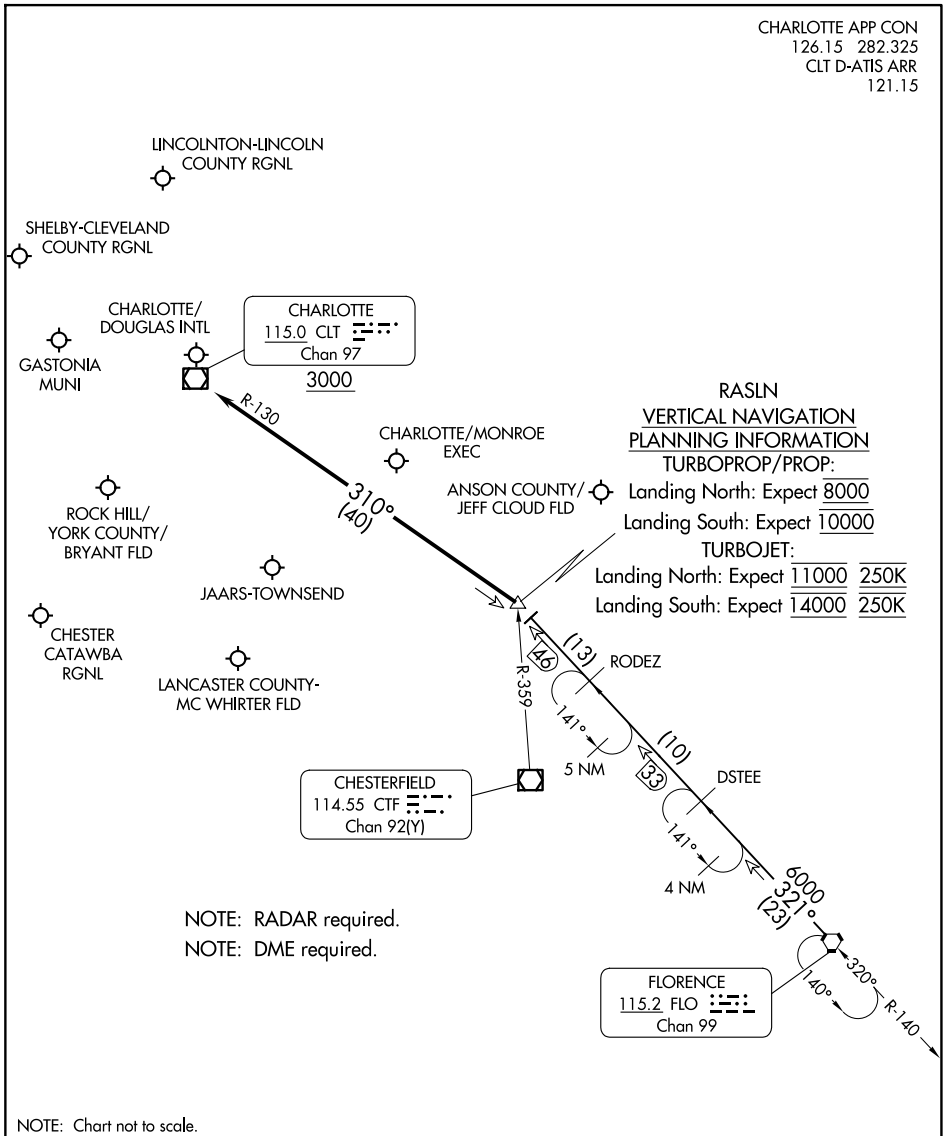 CHARLOTTE APP CON
126.15 282.325
CLT D-ATIS ARR
121.15
LINCOLNTON-LINCOLN
COUNTY RGNL
SHELBY-CLEVELAND
COUNTY RGNL
CHARLOTTE/
DOUGLAS INTL
CHARLOTTE
115.0 CLT
Chan 97
3000
GASTONIA
MUNI
R-130
RASLN
VERTICAL NAVIGATION
PLANNING INFORMATION
TURBOPROP/PROP:
Landing North: Expect 8000
Landing South: Expect 10000
TURBOJET:
Landing North: Expect 11000 250K
Landing South: Expect 14000 250K
CHARLOTTE/MONROE
EXEC
ANSON COUNTY/
JEFF CLOUD FLD
310°
(40)
ROCK HILL/
YORK COUNTY/
BRYANT FLD
JAARS-TOWNSEND
CHESTER
CATAWBA
RGNL
LANCASTER COUNTY-
MC WHIRTER FLD
(13)
46
RODEZ
R-359
141°
5 NM
(10)
33
DSTEE
CHESTERFIELD
114.55 CTF
Chan 92(Y)
141°
4 NM
6000
321°
(23)
NOTE: RADAR required.
NOTE: DME required.
FLORENCE
115.2 FLO
Chan 99
140°
320°
R-140
NOTE: Chart not to scale.